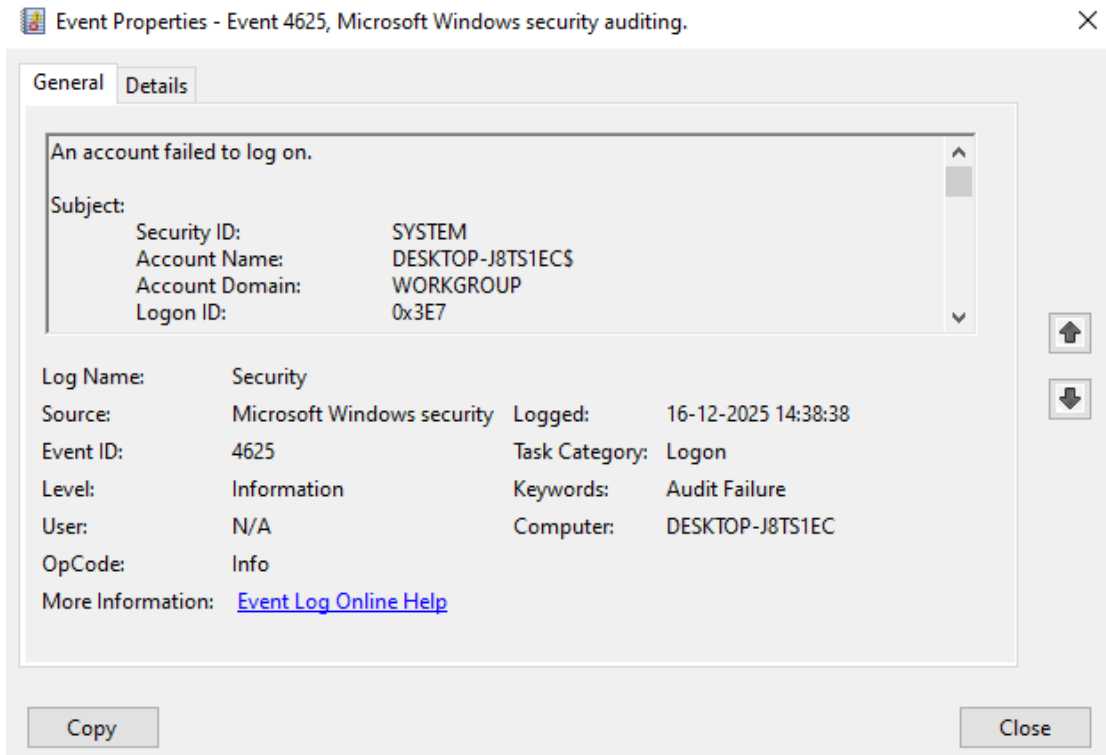 Event Properties - Event 4625, Microsoft Windows security auditing.
General Details
An account failed to log on.
Subject:
Security ID: SYSTEM
Account Name: DESKTOP-J8TS1EC$
Account Domain: WORKGROUP
Logon ID: 0x3E7
Log Name: Security
Source: Microsoft Windows security Logged: 16-12-2025 14:38:38
Event ID: 4625 Task Category: Logon
Level: Information Keywords: Audit Failure
User: N/A Computer: DESKTOP-J8TS1EC
OpCode: Info
More Information: Event Log Online Help
Copy Close